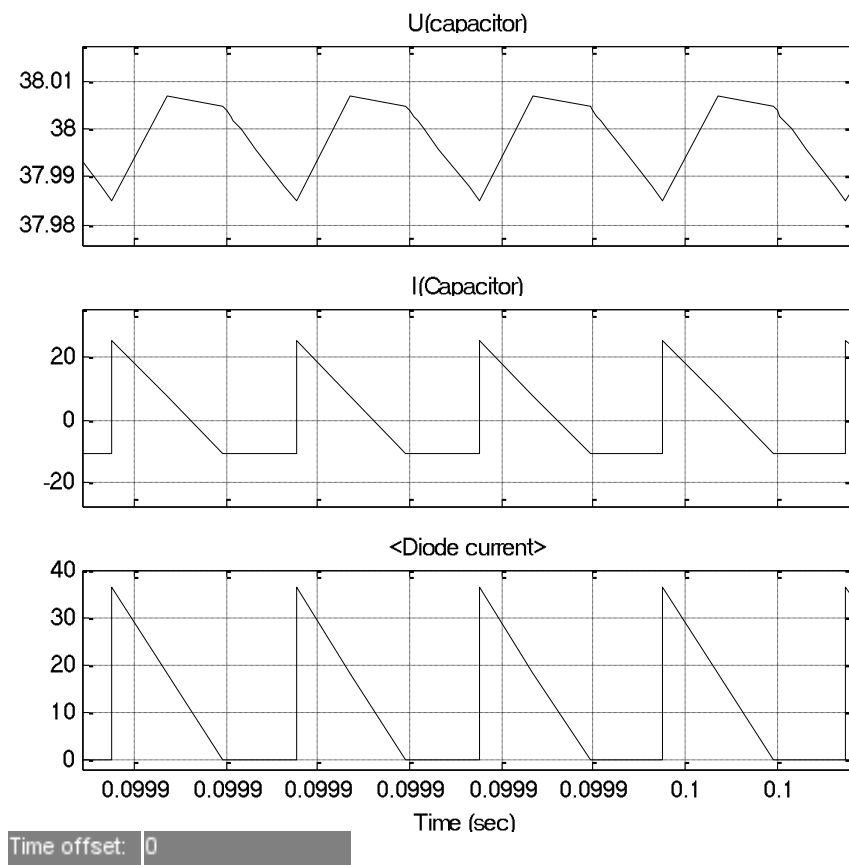 U(capacitor)
38.01
38
37.99
37.98
I(Capacitor)
20
0
-20
<Diode current>
40
30
20
10
0
0.0999 0.0999 0.0999 0.0999 0.0999 0.0999 0.1 0.1
Time (sec)
Time offset: 0